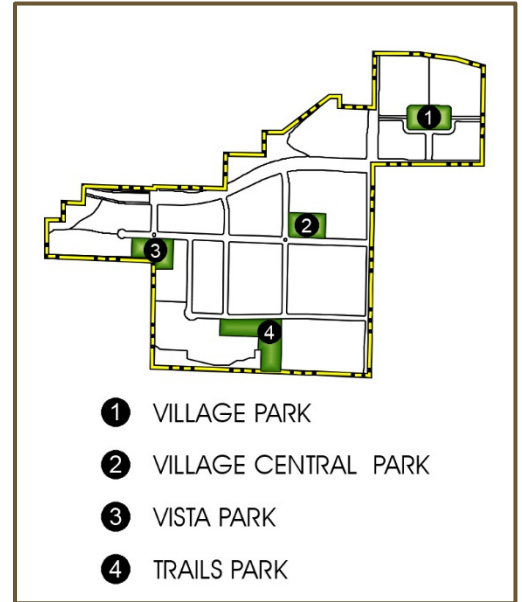 1
2
3
4
1 VILLAGE PARK
2 VILLAGE CENTRAL PARK
3 VISTA PARK
4 TRAILS PARK